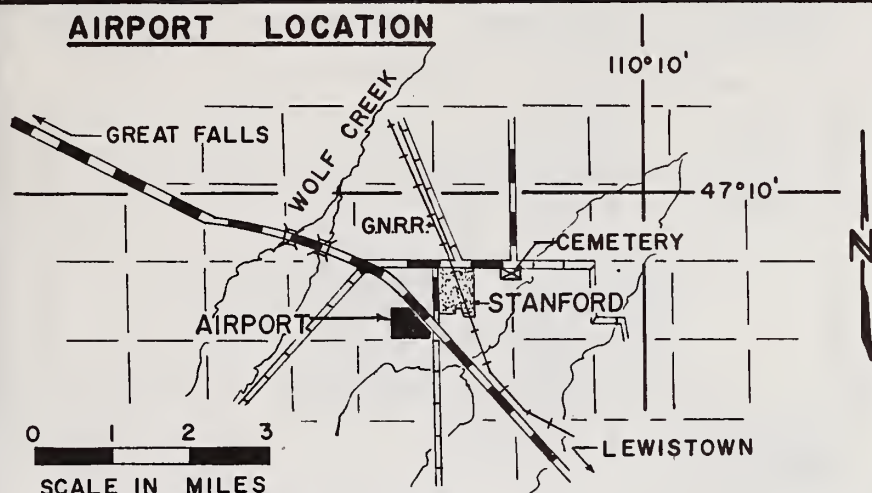 AIRPORT LOCATION
110°10'
GREAT FALLS
WOLF CREEK
47°10'
G.N.R.R.
CEMETERY
STANFORD
AIRPORT
N
0 1 2 3
LEWISTOWN
SCALE IN MILES